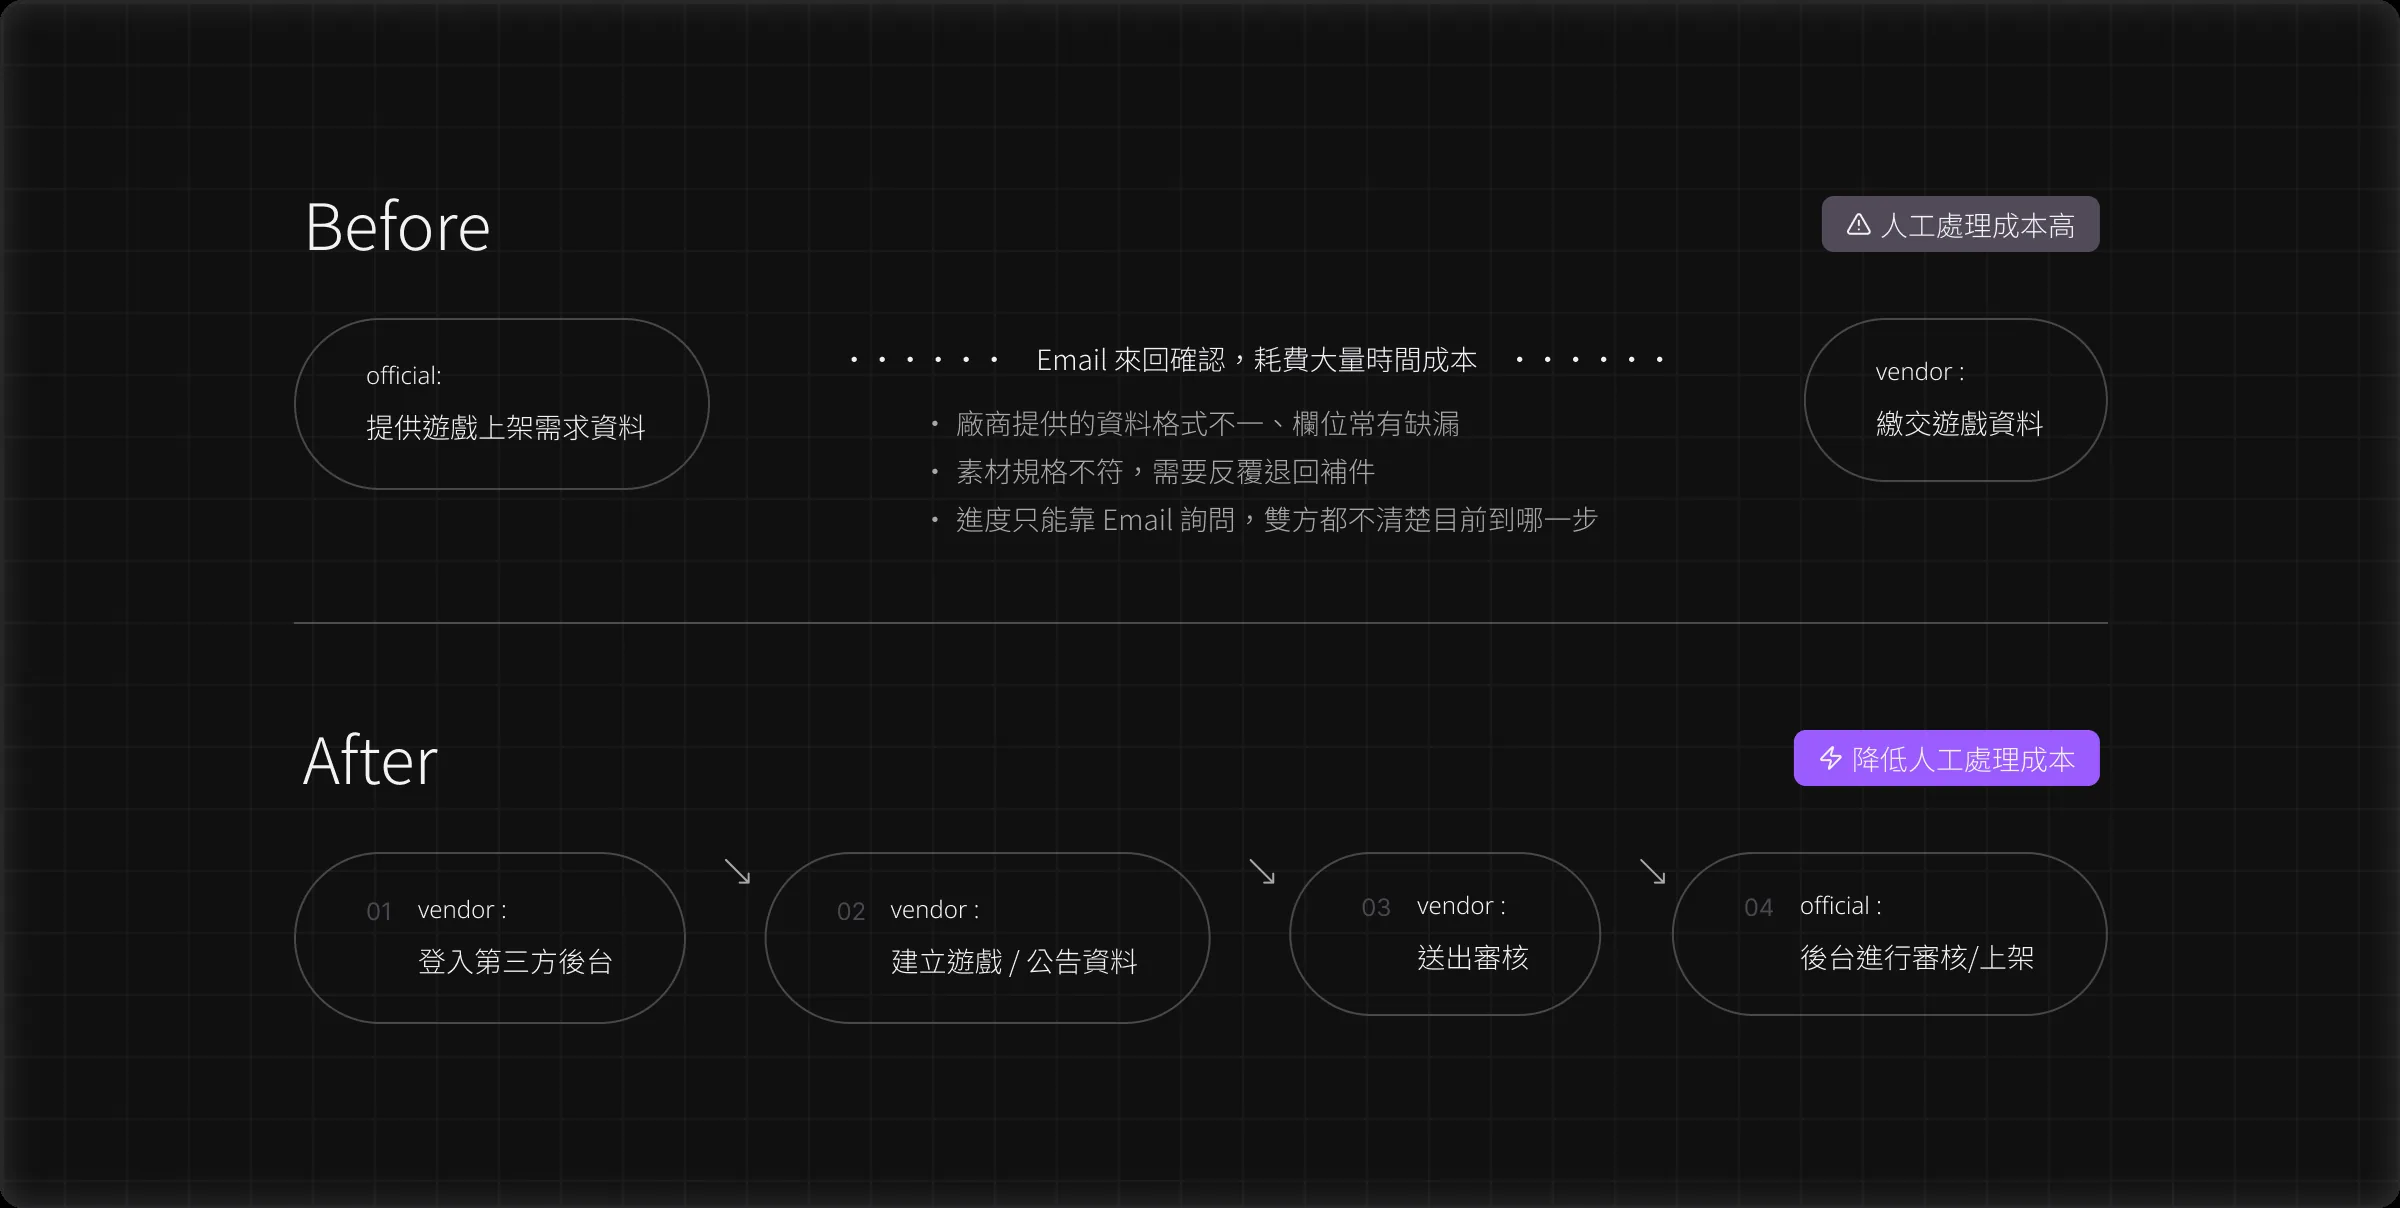 Before
人工處理成本高
official:
提供遊戲上架需求資料
• • • • • • Email 來回確認，耗費大量時間成本 • • • • • •
• 廠商提供的資料格式不一、欄位常有缺漏
• 素材規格不符，需要反覆退回補件
• 進度只能靠 Email 詢問，雙方都不清楚目前到哪一步
vendor :
繳交遊戲資料
After
降低人工處理成本
01 vendor :
登入第三方後台
02 vendor :
建立遊戲 / 公告資料
03 vendor :
送出審核
04 official :
後台進行審核/上架